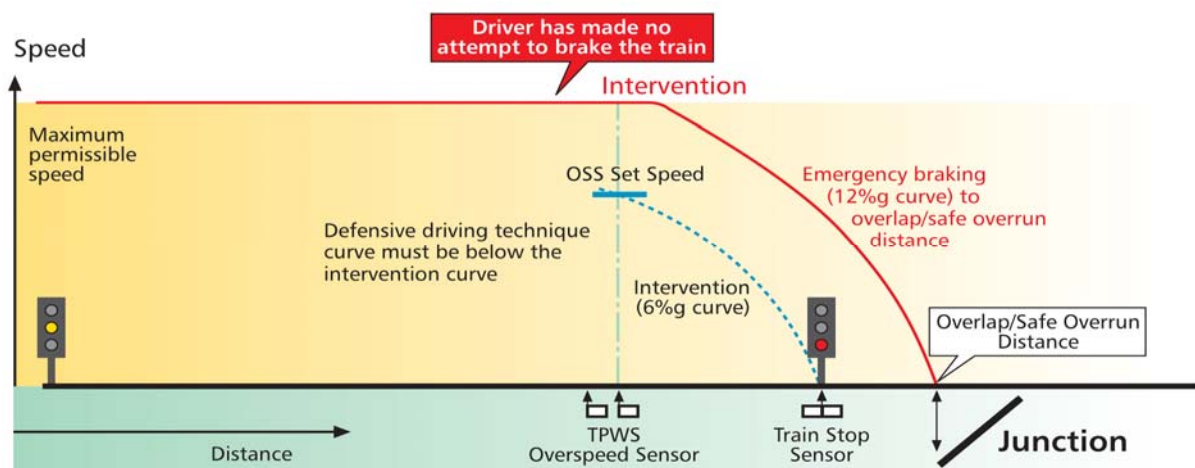 Driver has made no
attempt to brake the train
Speed
Intervention
Maximum
permissible
speed
OSS Set Speed
Emergency braking
(12%g curve) to
overlap/safe overrun
distance
Defensive driving technique
curve must be below the
intervention curve
Intervention
(6%g curve)
Overlap/Safe Overrun
Distance
Distance
TPWS
Overspeed Sensor
Train Stop
Sensor
Junction